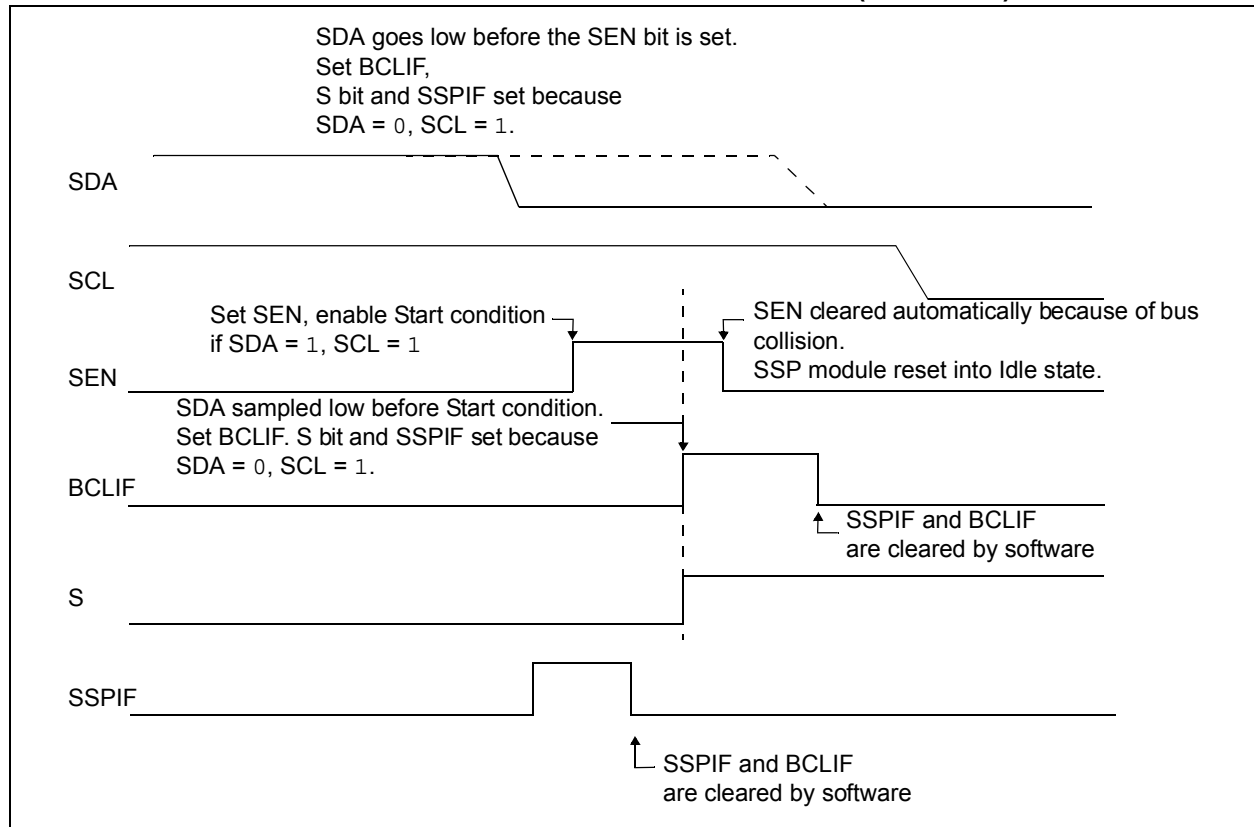 SDA goes low before the SEN bit is set.
Set BCLIF,
S bit and SSPIF set because
SDA = 0, SCL = 1.
SDA
SCL
Set SEN, enable Start condition
if SDA = 1, SCL = 1
SEN cleared automatically because of bus
collision.
SSP module reset into Idle state.
SEN
SDA sampled low before Start condition.
Set BCLIF. S bit and SSPIF set because
SDA = 0, SCL = 1.
BCLIF
SSPIF and BCLIF
are cleared by software
S
SSPIF
SSPIF and BCLIF
are cleared by software